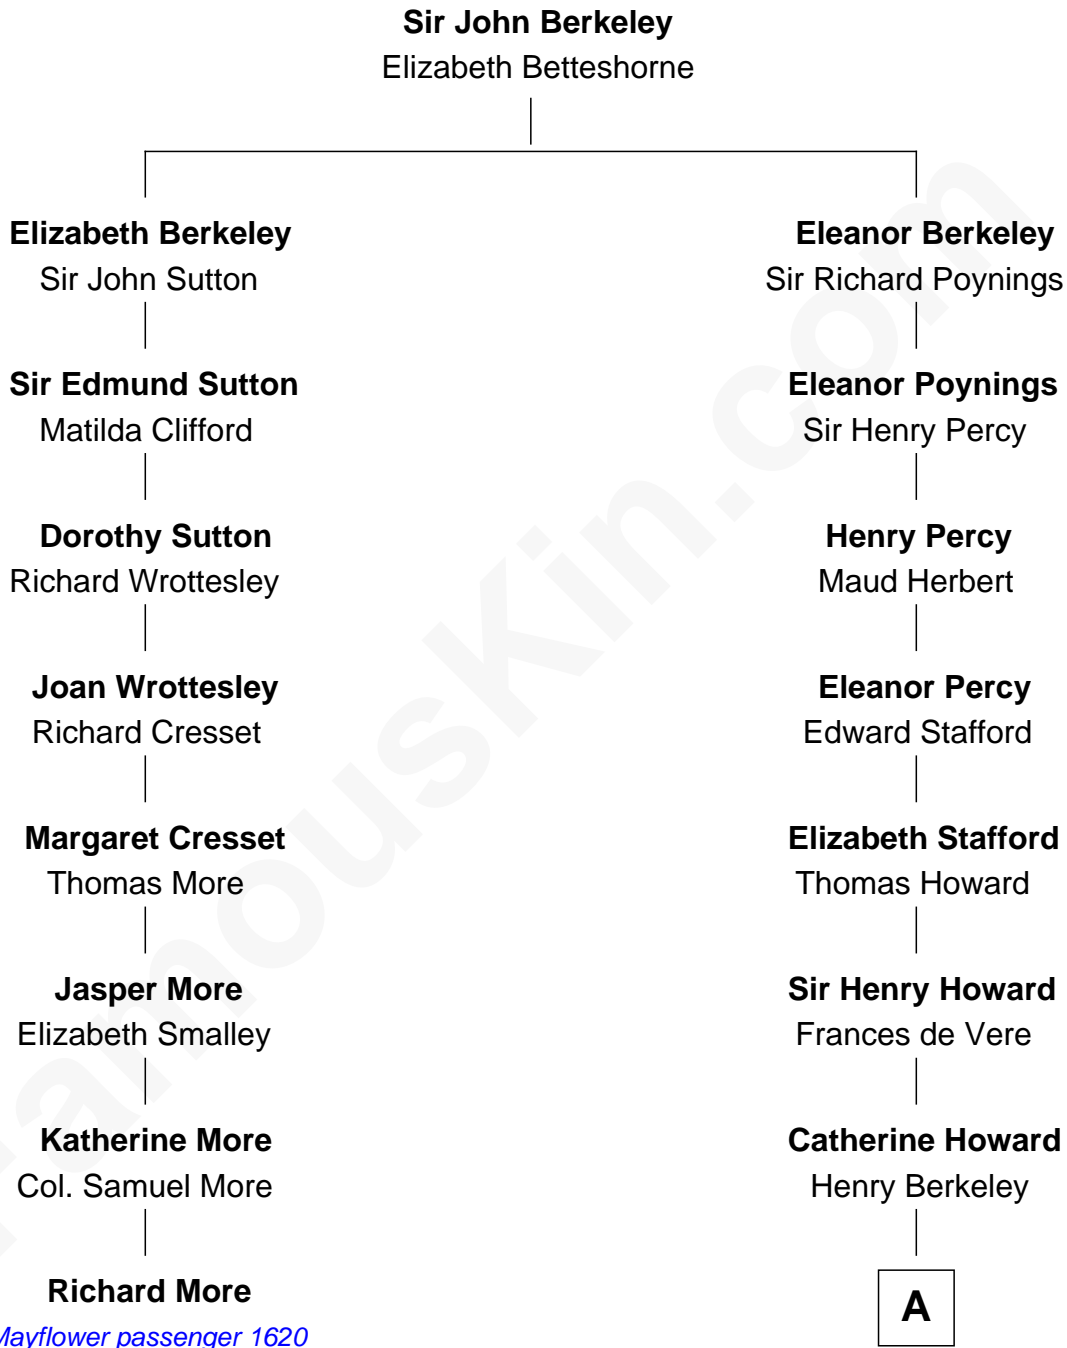 Sir John Berkeley
Elizabeth Betteshorne
Elizabeth Berkeley
Sir John Sutton
Eleanor Berkeley
Sir Richard Poynings
Sir Edmund Sutton
Matilda Clifford
Eleanor Poynings
Sir Henry Percy
Dorothy Sutton
Richard Wrottesley
Henry Percy
Maud Herbert
Joan Wrottesley
Richard Cresset
Eleanor Percy
Edward Stafford
Margaret Cresset
Thomas More
Elizabeth Stafford
Thomas Howard
Jasper More
Elizabeth Smalley
Sir Henry Howard
Frances de Vere
Katherine More
Col. Samuel More
Catherine Howard
Henry Berkeley
Richard More
Mayflower passenger 1620
A
FamousKin.com